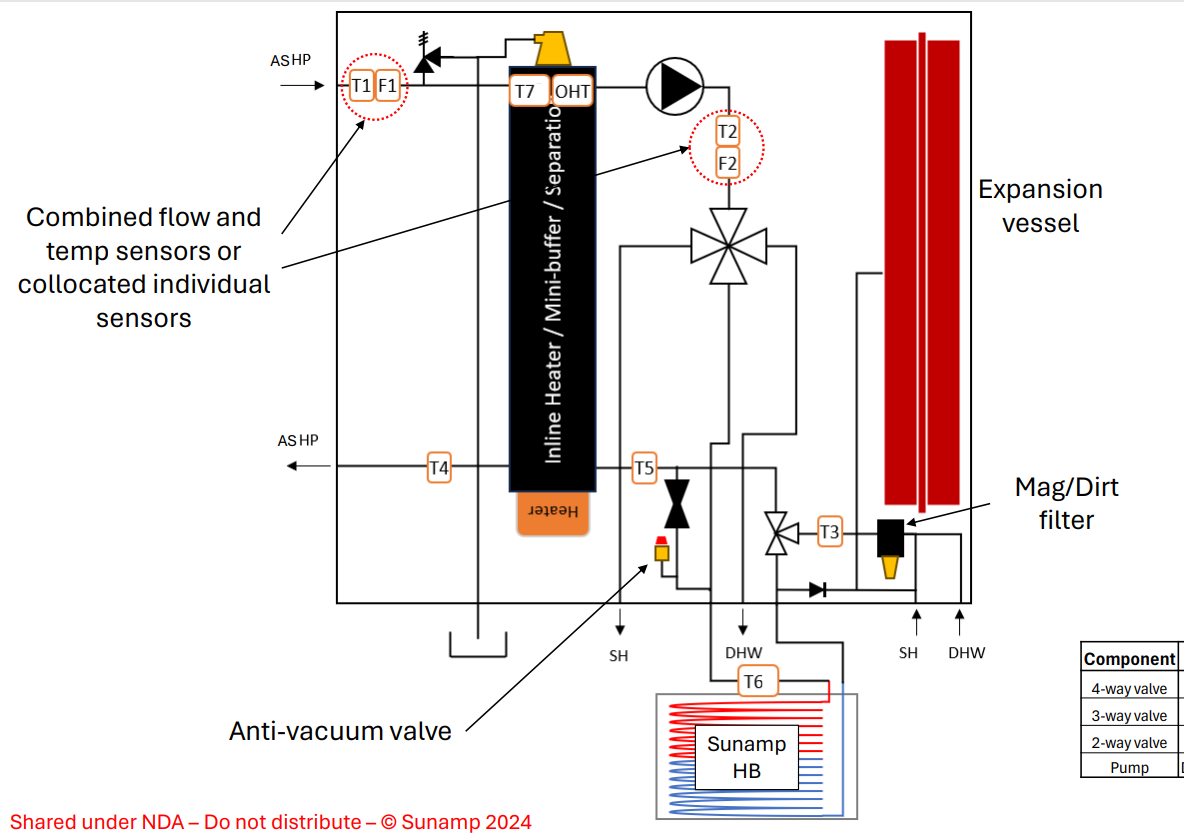 ASHP
T1
F1
T7
OHT
T2
F2
Inline Heater / Mini-buffer / Separatio
Combined flow and
temp sensors or
collocated individual
sensors
Expansion
vessel
ASHP
T4
T5
Heater
Mag/Dirt
filter
T3
SH
DHW
SH
DHW
T6
Anti-vacuum valve
Sunamp
HB
Component
4-way valve
3-way valve
2-way valve
Pump
Shared under NDA – Do not distribute – © Sunamp 2024